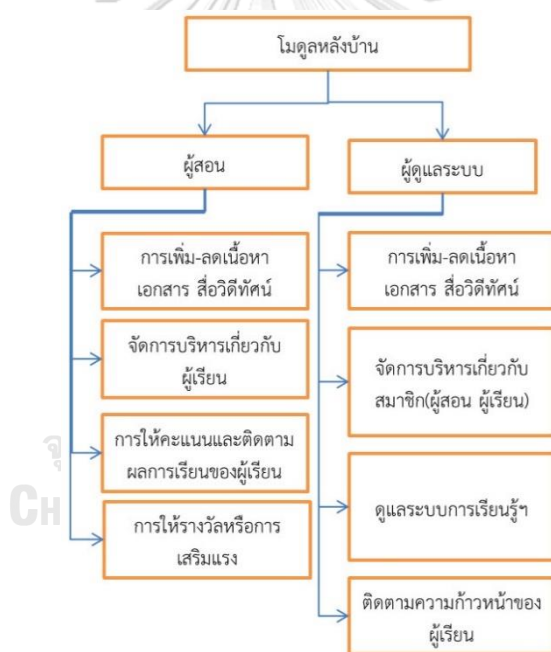 โมดูลหลังบ้าน
ผู้สอน
ผู้ดูแลระบบ
การเพิ่ม-ลดเนื้อหา
เอกสาร สื่อวิดีทัศน์
จัดการบริหารเกี่ยวกับ
ผู้เรียน
การให้คะแนนและติดตาม
ผลการเรียนของผู้เรียน
การให้รางวัลหรือการ
เสริมแรง
การเพิ่ม-ลดเนื้อหา
เอกสาร สื่อวิดีทัศน์
จัดการบริหารเกี่ยวกับ
สมาชิก(ผู้สอน ผู้เรียน)
ดูแลระบบการเรียนรู้ฯ
ติดตามความก้าวหน้าของ
ผู้เรียน